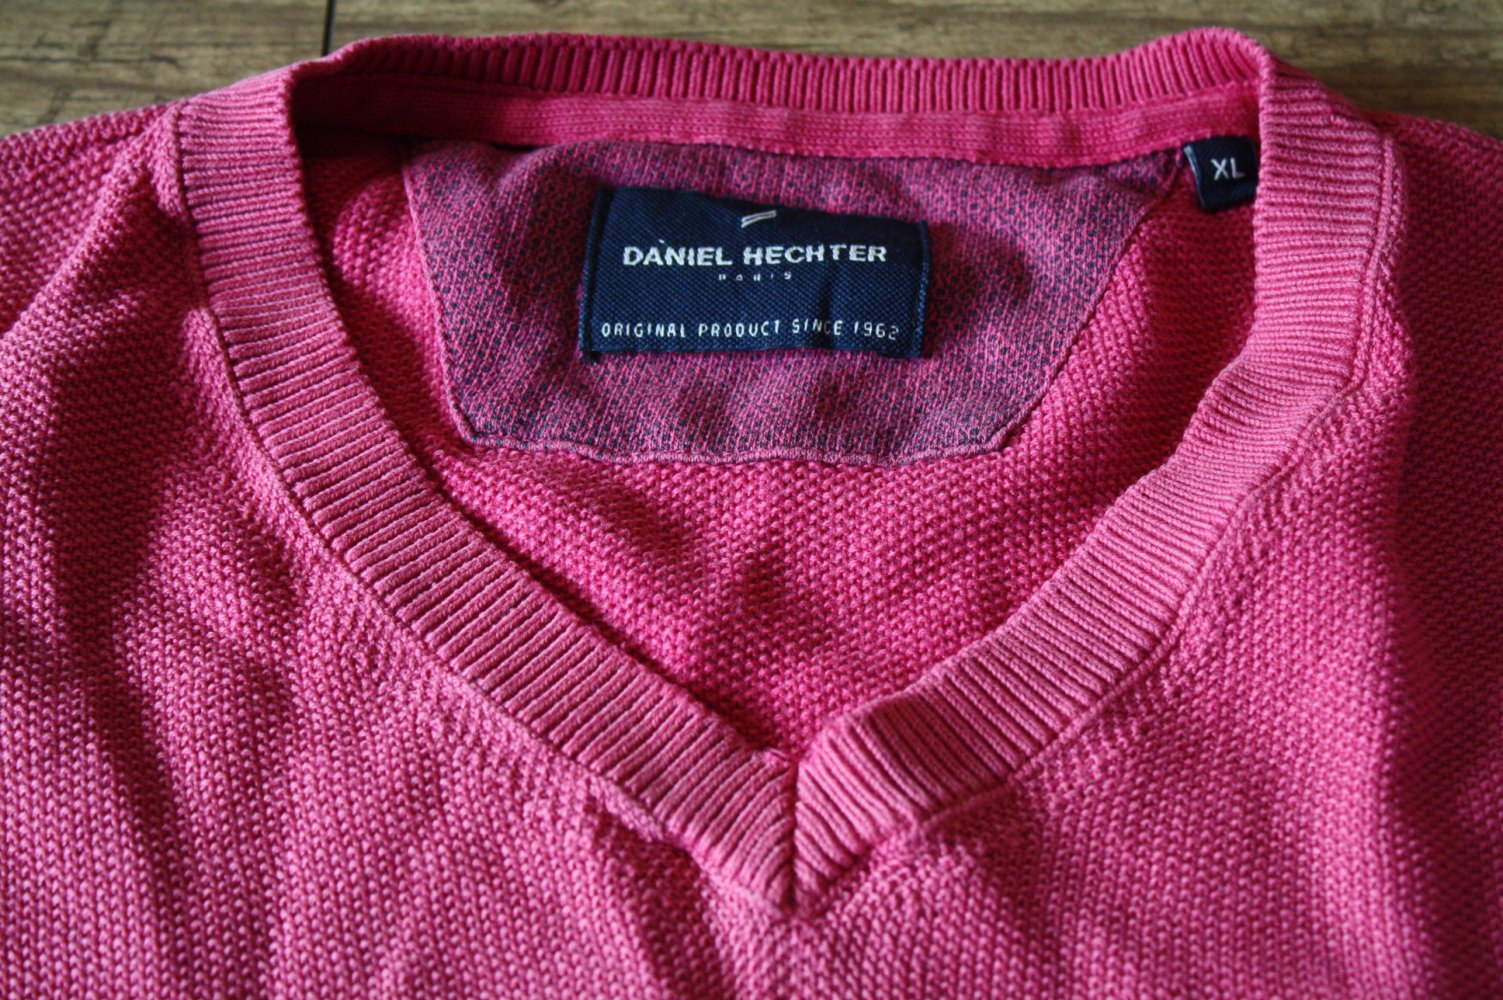 XL
DANIEL HECHTER
PARIS
ORIGINAL PRODUCT SINCE 1962